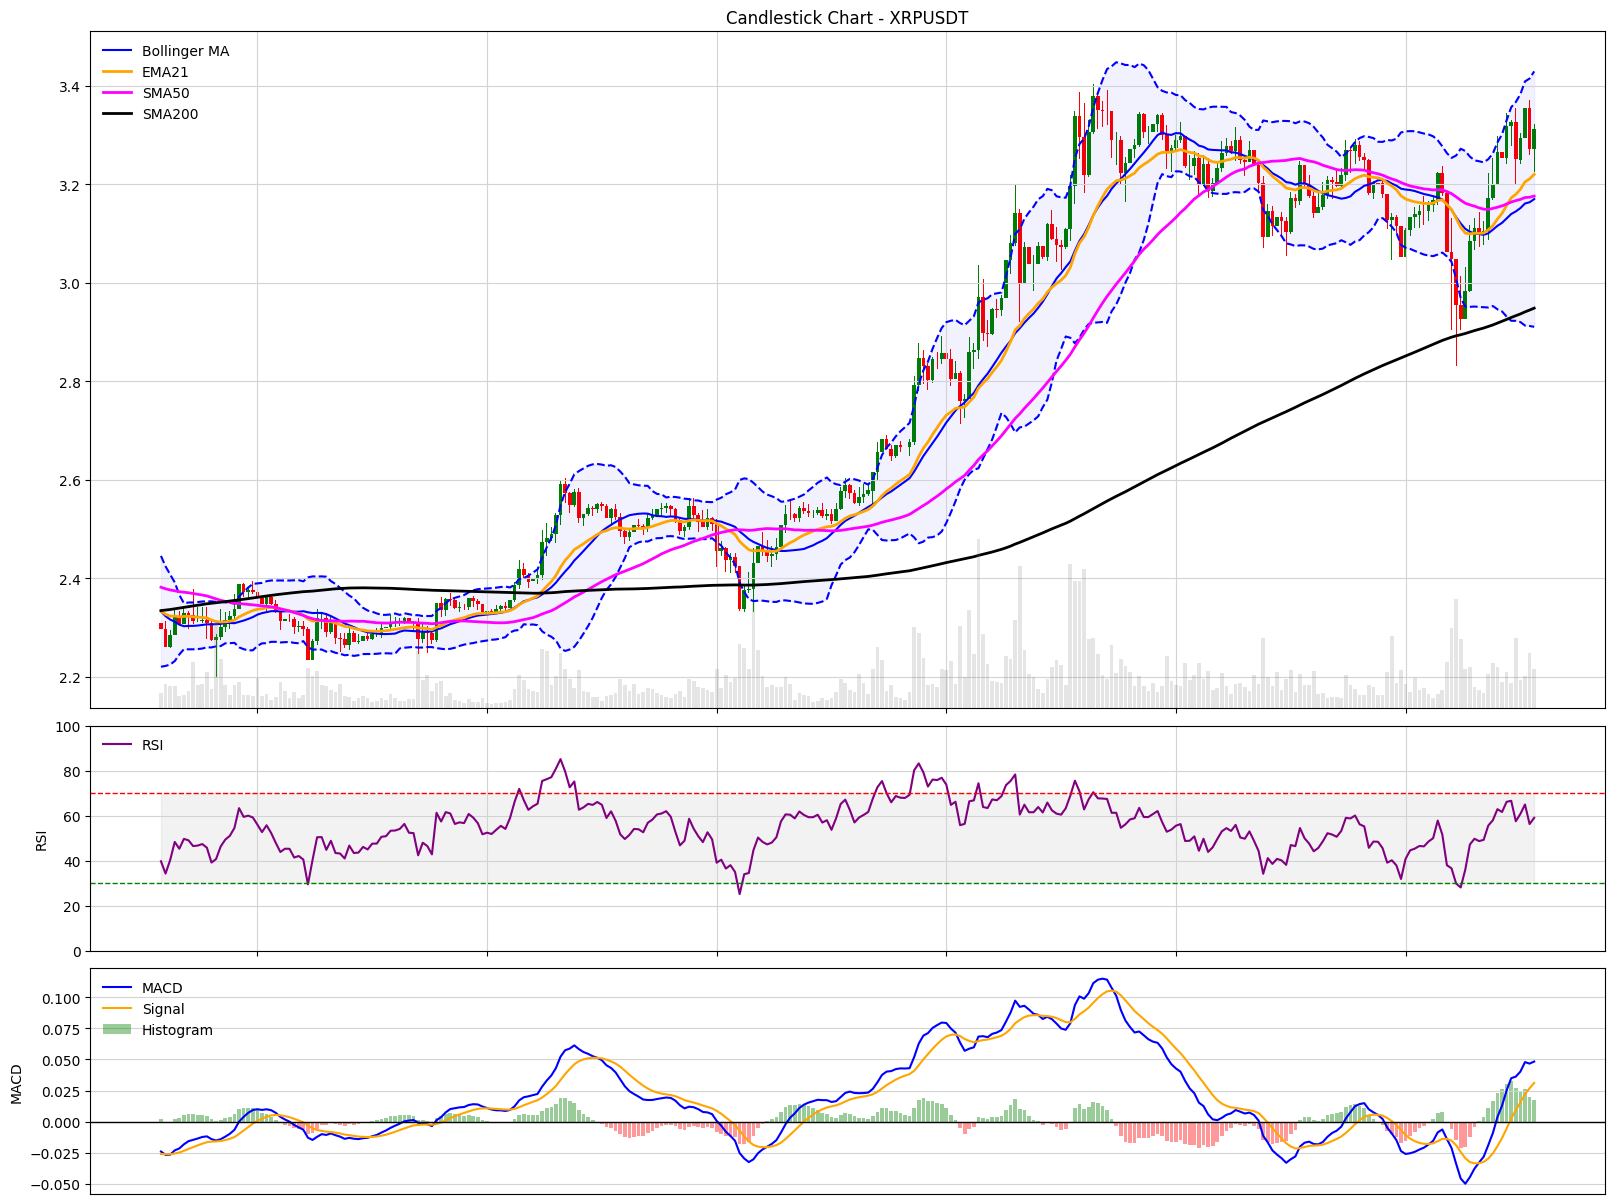 Candlestick Chart - XRPUSDT
Bollinger MA
EMA21
SMA50
SMA200
3.4
3.2
3.0
2.8
2.6
2.4
2.2
RSI
100
80
60
40
20
0
RSI
MACD
Signal
Histogram
0.100
0.075
0.050
0.025
0.000
−0.025
−0.050
MACD